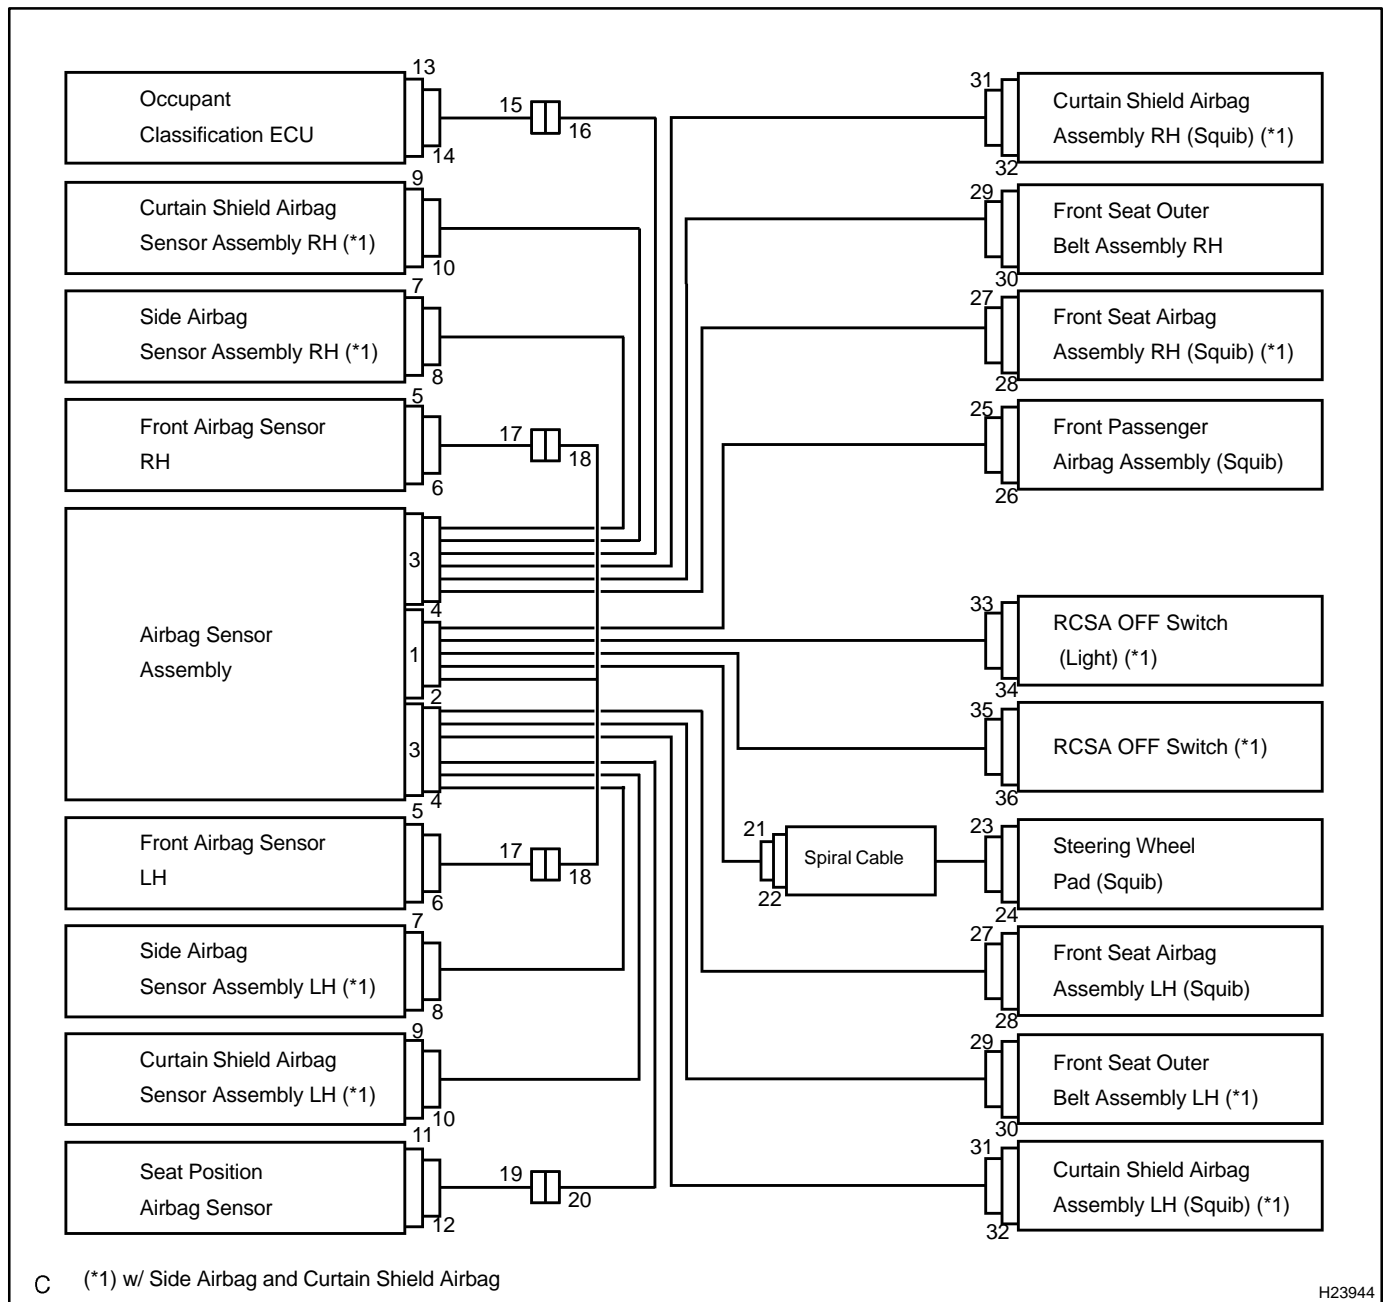 13
Occupant
Classification ECU
14
15
16
9
Curtain Shield Airbag
Sensor Assembly RH (*1)
10
7
Side Airbag
Sensor Assembly RH (*1)
8
5
Front Airbag Sensor
RH
6
17
18
3
4
Airbag Sensor
Assembly
1
2
3
4
5
Front Airbag Sensor
LH
6
17
18
7
Side Airbag
Sensor Assembly LH (*1)
8
9
Curtain Shield Airbag
Sensor Assembly LH (*1)
10
11
Seat Position
Airbag Sensor
12
19
20
31
Curtain Shield Airbag
Assembly RH (Squib) (*1)
32
29
Front Seat Outer
Belt Assembly RH
30
27
Front Seat Airbag
Assembly RH (Squib) (*1)
28
25
Front Passenger
Airbag Assembly (Squib)
26
33
RCSA OFF Switch
(Light) (*1)
34
35
RCSA OFF Switch (*1)
36
21
Spiral Cable
22
23
Steering Wheel
Pad (Squib)
24
27
Front Seat Airbag
Assembly LH (Squib)
28
29
Front Seat Outer
Belt Assembly LH (*1)
30
31
Curtain Shield Airbag
Assembly LH (Squib) (*1)
32
C (*1) w/ Side Airbag and Curtain Shield Airbag
H23944